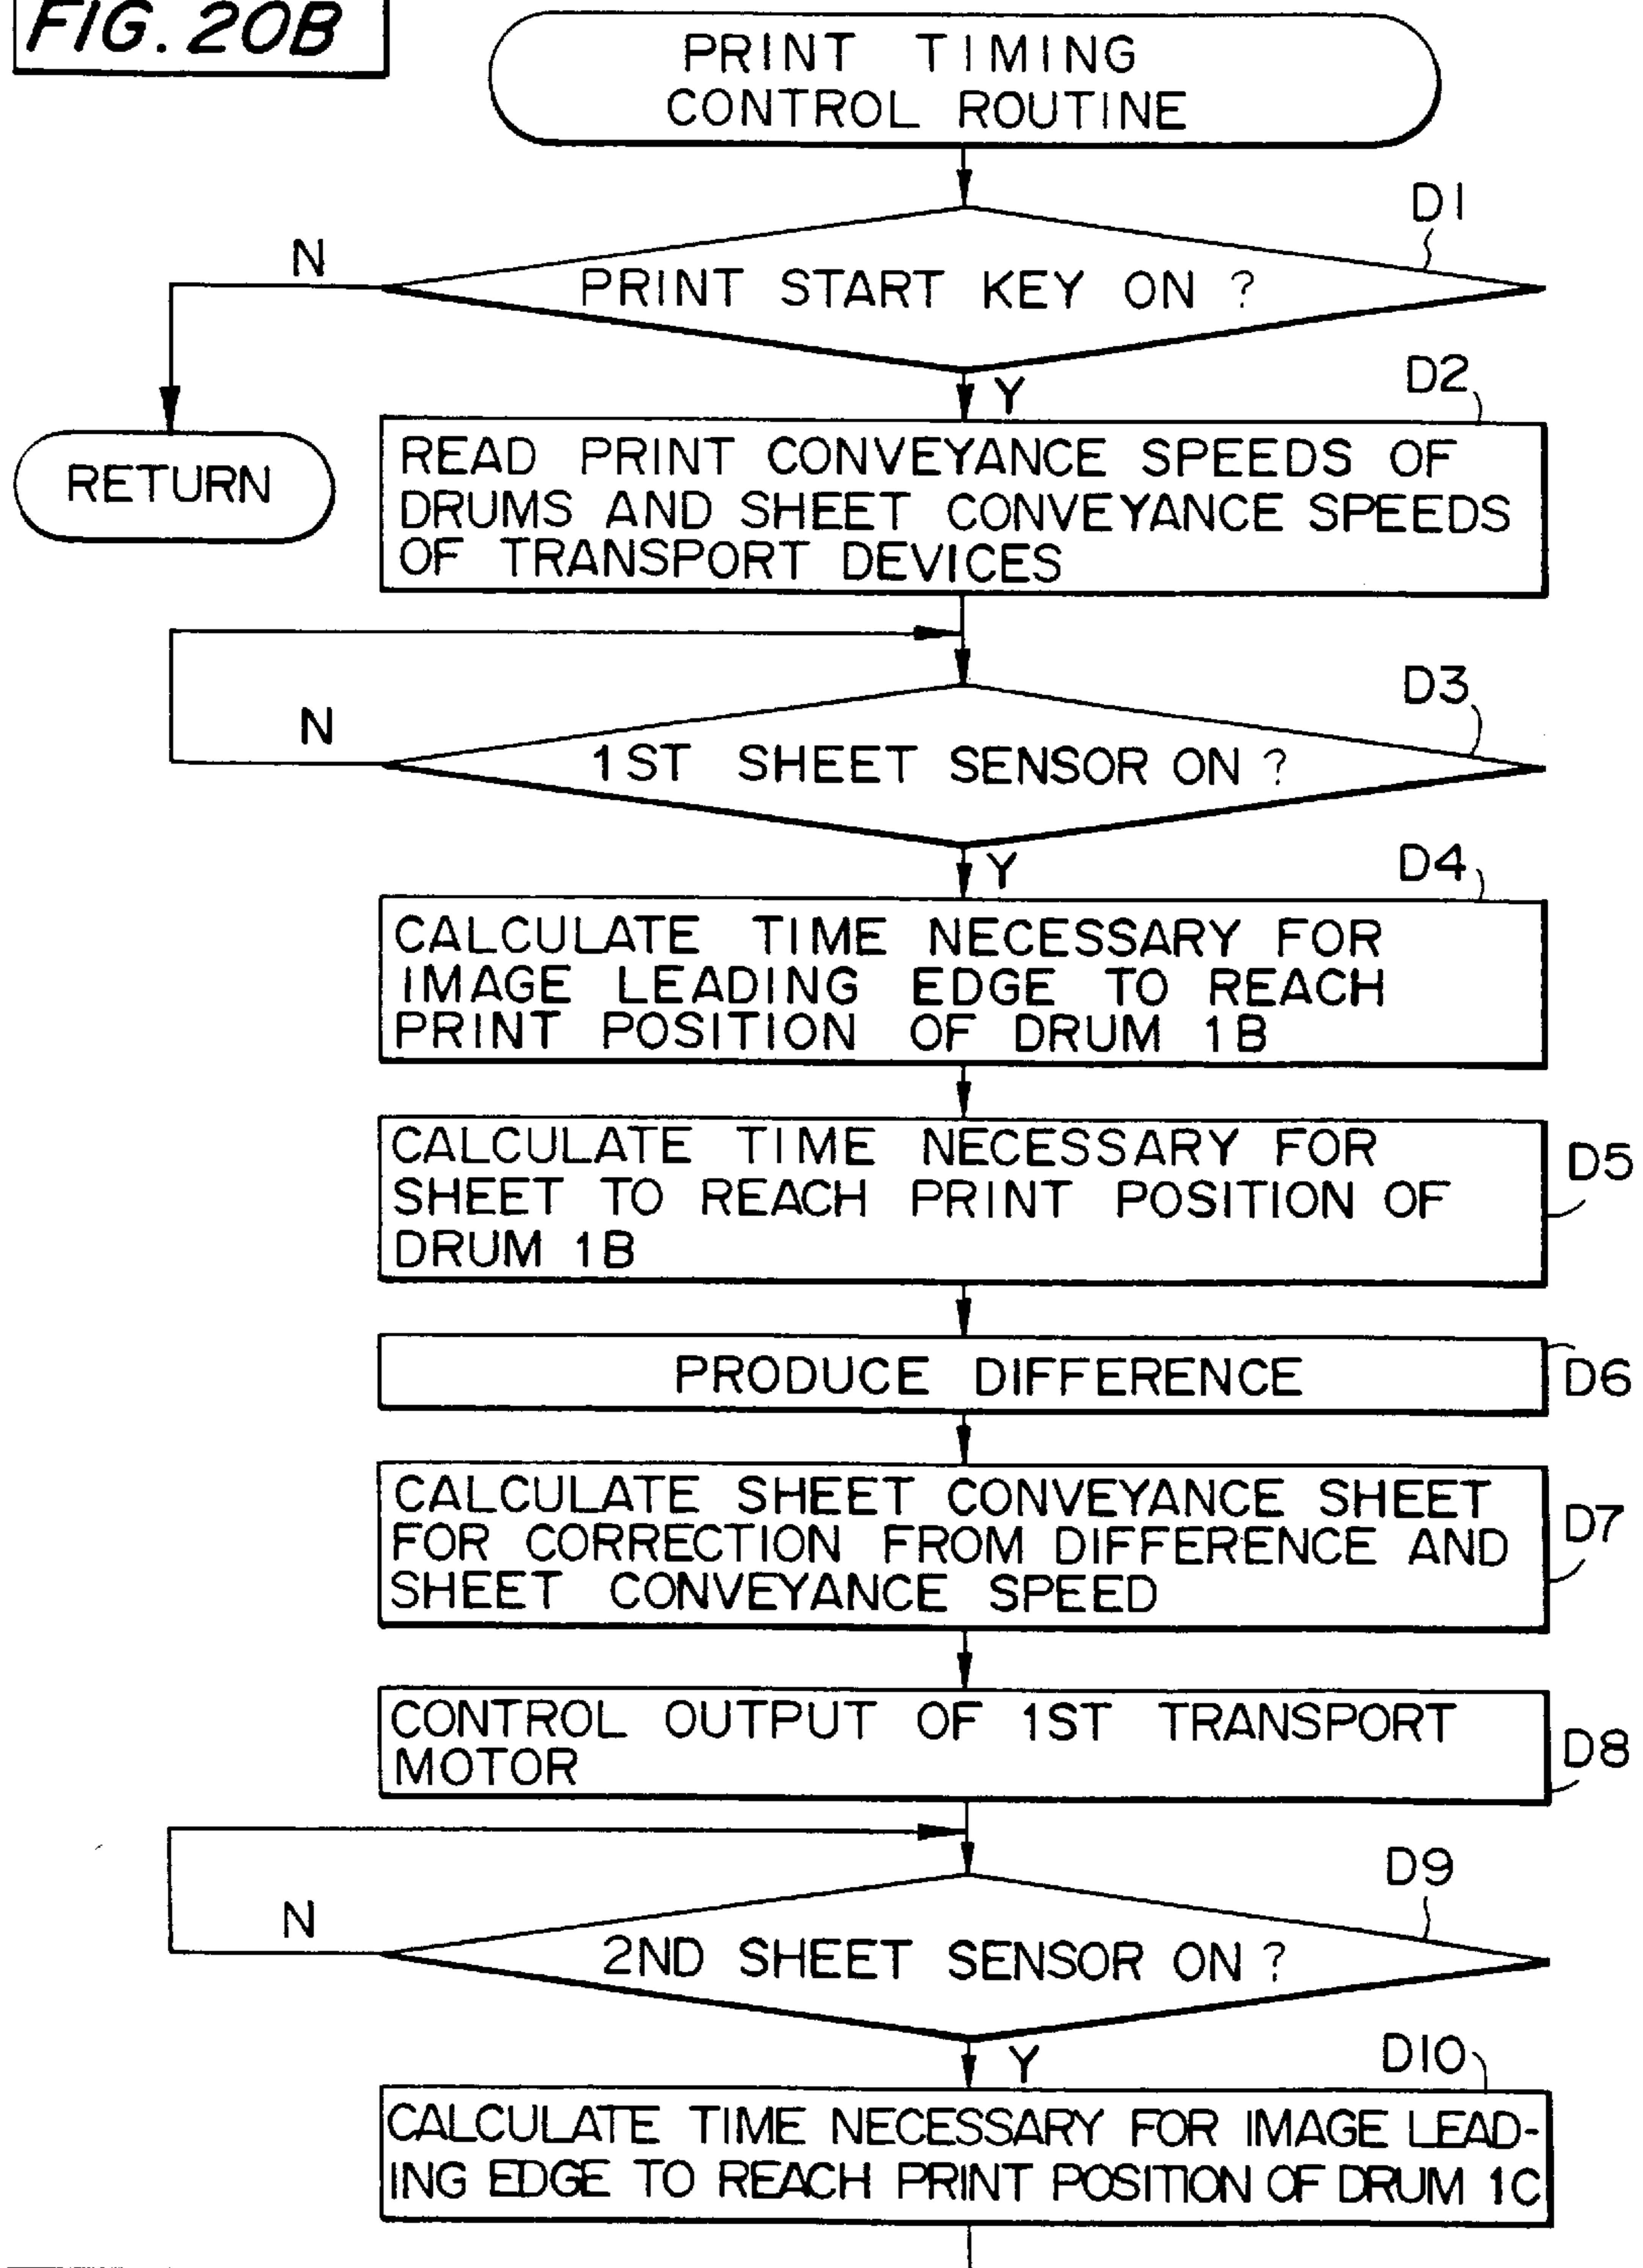 FIG. 20B
PRINT TIMING
CONTROL ROUTINE
D1
N
PRINT START KEY ON ?
Y
D2
RETURN
READ PRINT CONVEYANCE SPEEDS OF
DRUMS AND SHEET CONVEYANCE SPEEDS
OF TRANSPORT DEVICES
D3
N
1ST SHEET SENSOR ON ?
Y
D4
CALCULATE TIME NECESSARY FOR
IMAGE LEADING EDGE TO REACH
PRINT POSITION OF DRUM 1B
D5
CALCULATE TIME NECESSARY FOR
SHEET TO REACH PRINT POSITION OF
DRUM 1B
PRODUCE DIFFERENCE
D6
CALCULATE SHEET CONVEYANCE SHEET
FOR CORRECTION FROM DIFFERENCE AND
SHEET CONVEYANCE SPEED
D7
CONTROL OUTPUT OF 1ST TRANSPORT
MOTOR
D8
D9
N
2ND SHEET SENSOR ON ?
Y
D10
CALCULATE TIME NECESSARY FOR IMAGE LEAD-
ING EDGE TO REACH PRINT POSITION OF DRUM 1C